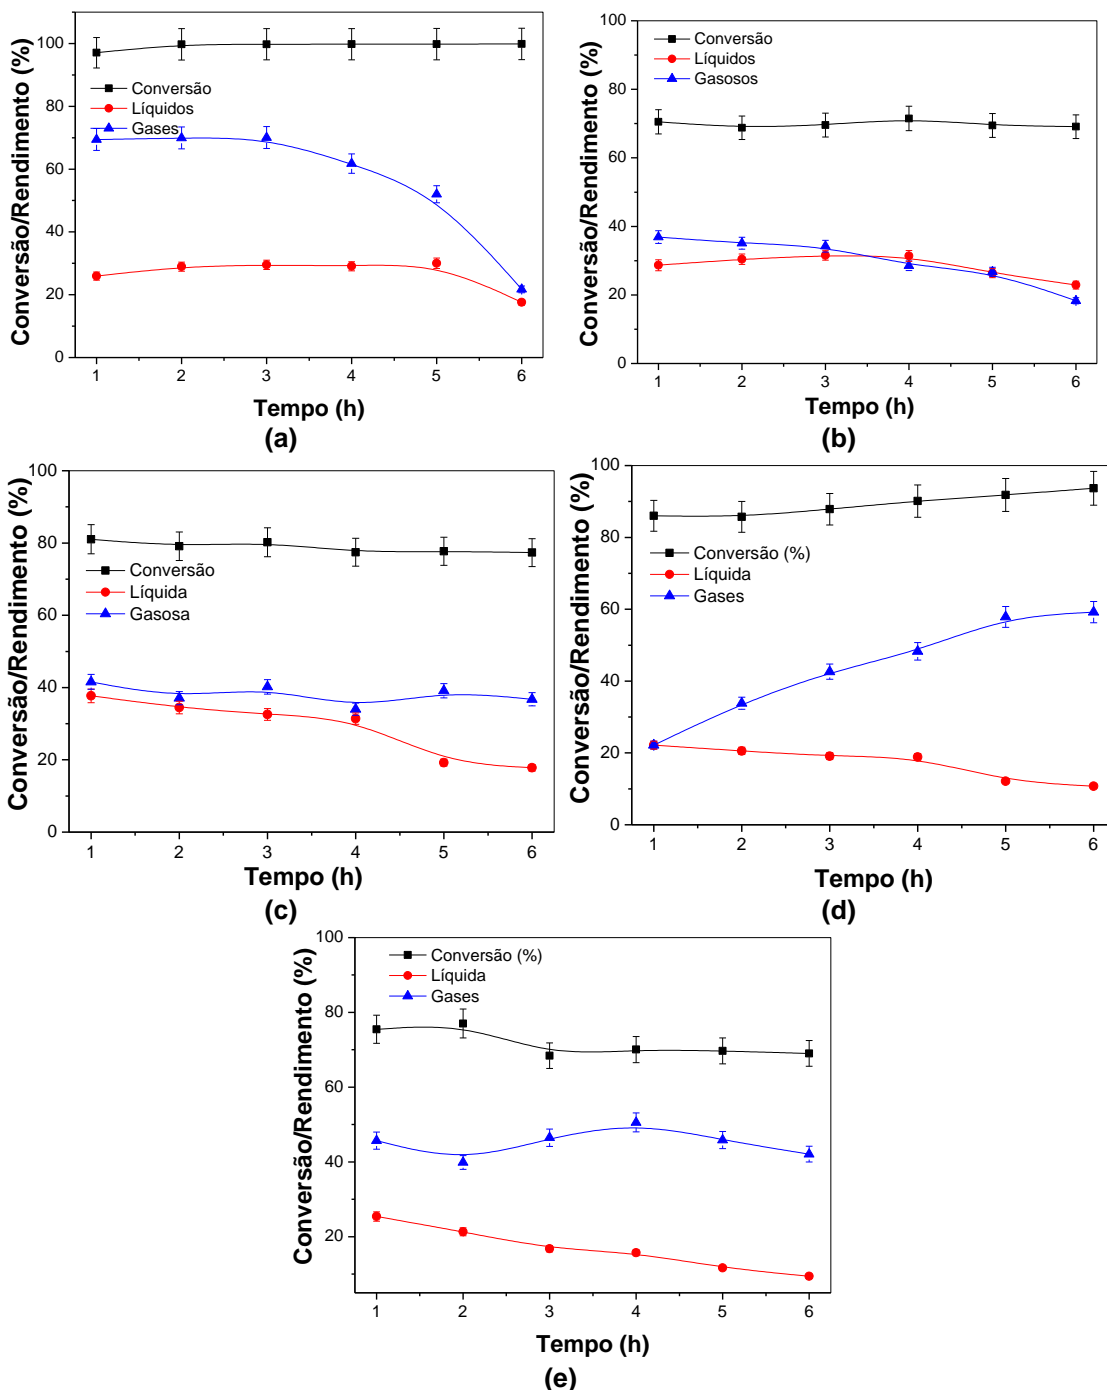 Conversão/Rendimento (%)
100
80
60
40
20
0
Conversão
Líquidos
Gases
1 2 3 4 5 6
Tempo (h)
(a)
Conversão/Rendimento (%)
100
80
60
40
20
0
Conversão
Líquidos
Gasosos
1 2 3 4 5 6
Tempo (h)
(b)
Conversão/Rendimento (%)
100
80
60
40
20
0
Conversão
Líquida
Gasosa
1 2 3 4 5 6
Tempo (h)
(c)
Conversão/Rendimento (%)
100
80
60
40
20
0
Conversão (%)
Líquida
Gases
1 2 3 4 5 6
Tempo (h)
(d)
Conversão/Rendimento (%)
100
80
60
40
20
Conversão (%)
Líquida
Gases
1 2 3 4 5 6
Tempo (h)
(e)